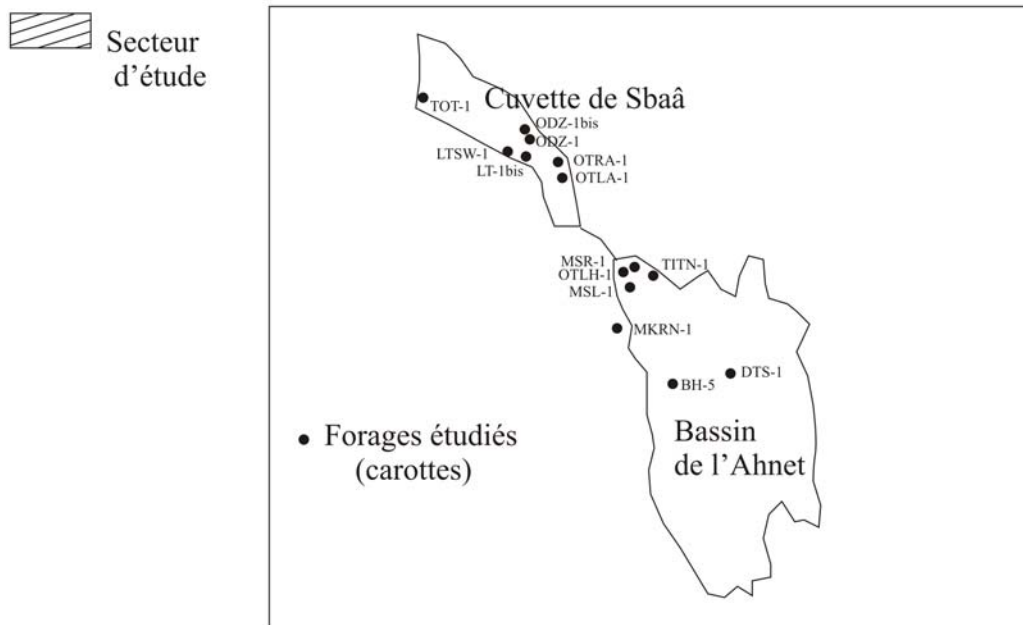 Secteur
d’étude
Cuvette de Sbaâ
TOT-1
ODZ-1bis
ODZ-1
LTSW-1
LT-1bis
OTRA-1
OTLA-1
MSR-1
OTLH-1
MSL-1
TITN-1
MKRN-1
DTS-1
BH-5
Bassin
de l’Ahnet
Forages étudiés
(carottes)